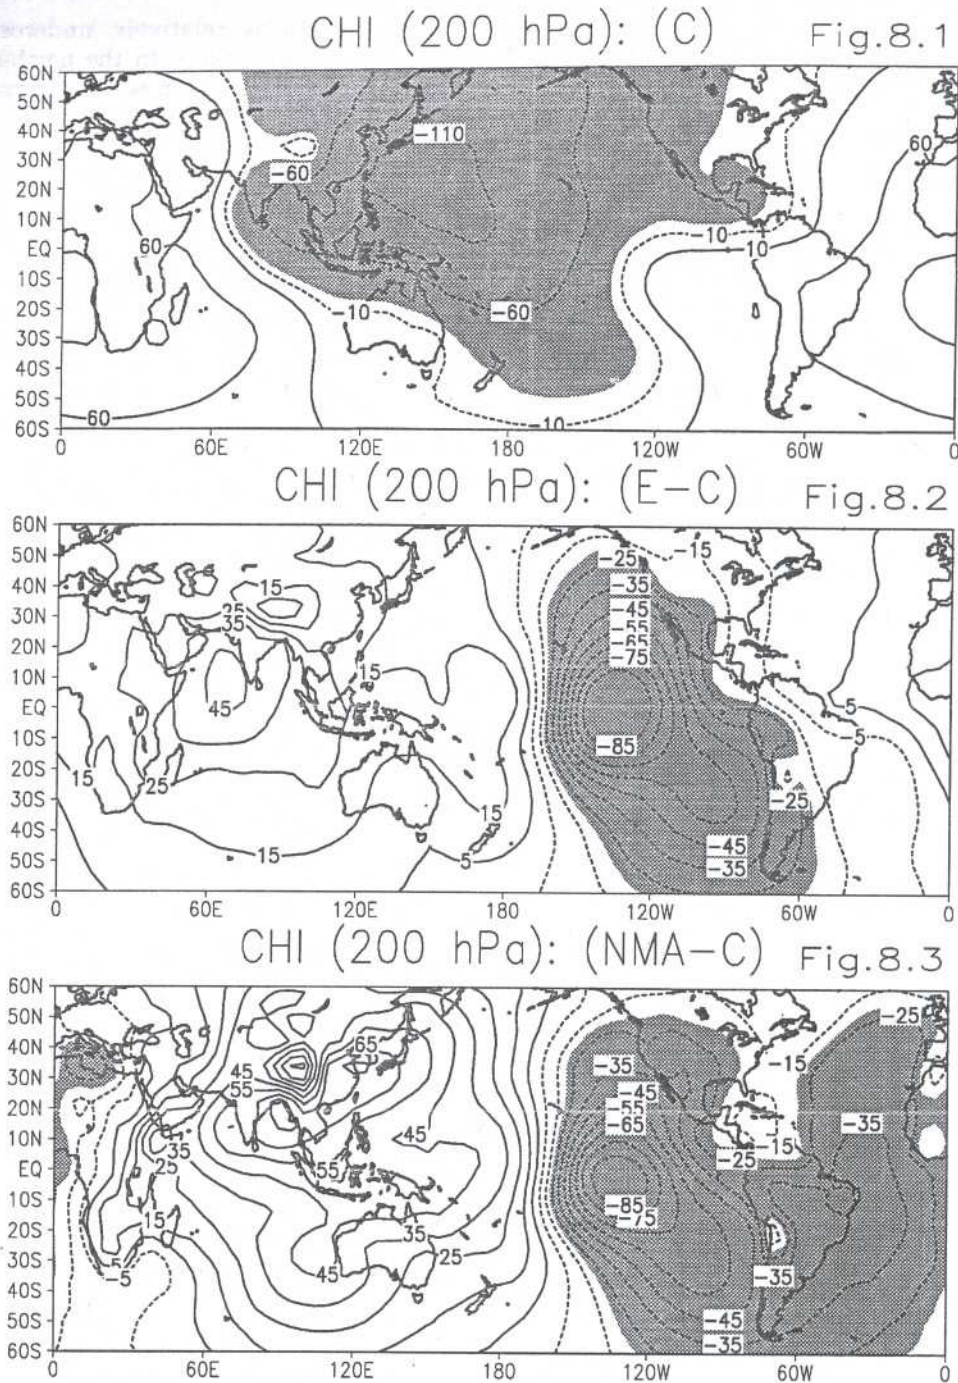 is relatively underes
in the northe
CHI (200 hPa): (C) Fig.8.1
60N
50N
40N
30N
20N
10N
EQ
10S
20S
30S
40S
50S
60S
-110
-60
60
60
-10
10
-60
-10
60
-10
0 60E 120E 180 120W 60W 0
CHI (200 hPa): (E-C) Fig.8.2
60N
50N
40N
30N
20N
10N
EQ
10S
20S
30S
40S
50S
60S
-15
-25
15
-35
25
-45
35
-55
-65
-75
15
45
5
-5
-85
15
25
-25
15
-45
15
5
-35
0 60E 120E 180 120W 60W 0
CHI (200 hPa): (NMA-C) Fig.8.3
60N
50N
40N
30N
20N
10N
EQ
10S
20S
30S
40S
50S
60S
-25
65
-15
-35
45
55
-45
-55
-65
-35
45
-15
35
-25
25
55
-85
15
-75
35
25
5
-5
45
-35
-45
-35
0 60E 120E 180 120W 60W 0